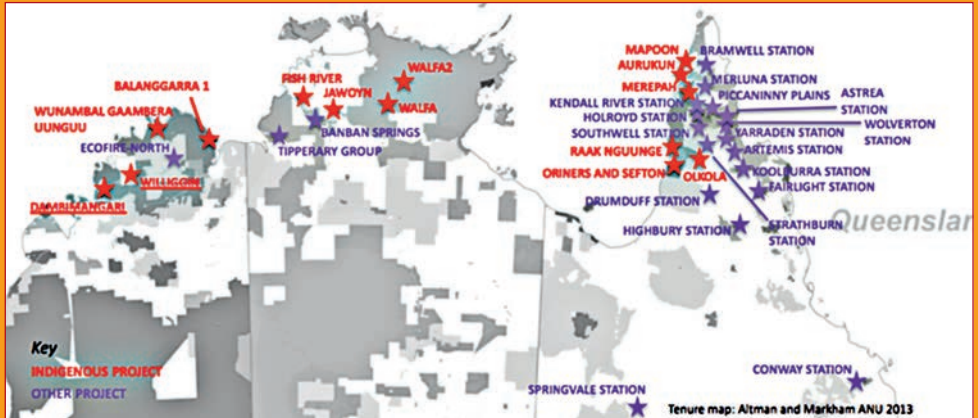 BALANGGARRA 1
WUNAMBAL GAAMBERA
UUNGUU
ECOFIRE-NORTH
WILLIGGIN
DAMBIMANGARI
FISH RIVER
JAWOYN
WALFA2
WALFA
BANBAN SPRINGS
TIPPERARY GROUP
MAPOON
AURUKUN
MEREPAH
KENDALL RIVER STATION
HOLROYD STATION
SOUTHWELL STATION
RAAK NGUUNGE
ORINERS AND SEFTON
OLKOLA
DRUMDUFF STATION
HIGHBURY STATION
BRAMWELL STATION
MERLUNA STATION
PICCANINNY PLAINS
ASTREA
STATION
WOLVERTON
STATION
YARRADEN STATION
ARTEMIS STATION
KOOLBURRA STATION
FAIRLIGHT STATION
STRATHBURN
STATION
Queenslan
CONWAY STATION
SPRINGVALE STATION
Key
INDIGENOUS PROJECT
OTHER PROJECT
Tenure map: Altman and Markham ANU 2013